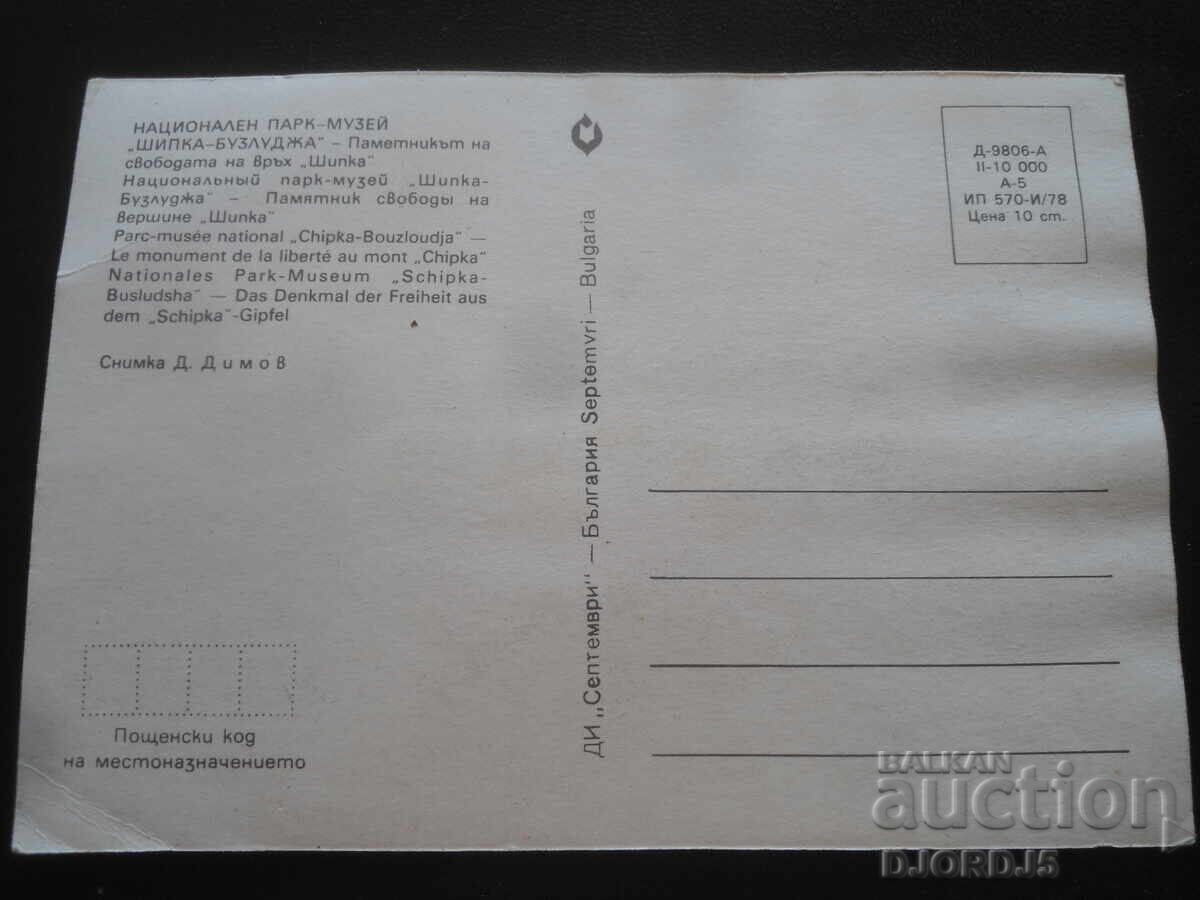 НАЦИОНАЛЕН ПАРК-МУЗЕЙ
„ШИПКА-БУЗЛУДЖА" – Паметникът на
свободата на връх „Шипка"
Национальный парк-музей „Шипка-
Бузлуджа" – Памятник свободы на
вершине „Шипка"
Parc-musée national „Chipka-Bouzloudja" —
Le monument de la liberté au mont „Chipka"
Nationales Park-Museum „Schipka-
Busludsha" — Das Denkmal der Freiheit aus
dem „Schipka"-Gipfel
Снимка Д. Димов
Пощенски код
на местоназначението
ДИ „Септември" — България Septemvri — Bulgaria
Д-9806-А
II-10 000
А-5
ИП 570-И/78
Цена 10 ст.
BALKAN
auction
DJORDJ5